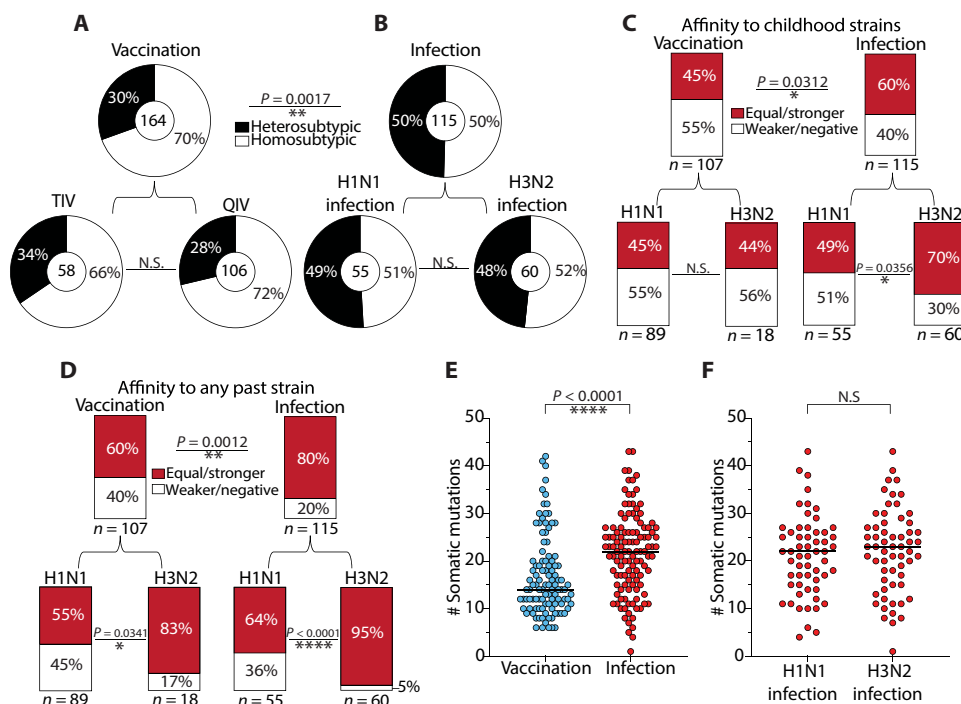 A
Vaccination
30%
164
70%
P = 0.0017
**
Heterosubtypic
Homosubtypic
TIV
34%
58
66%
N.S.
QIV
28%
106
72%
B
Infection
50%
115
50%
H1N1
infection
49%
55
51%
N.S.
H3N2
infection
48%
60
52%
C
Affinity to childhood strains
Vaccination
45%
55%
n = 107
P = 0.0312
*
Equal/stronger
Weaker/negative
Infection
60%
40%
n = 115
H1N1
45%
55%
n = 89
N.S.
H3N2
44%
56%
n = 18
H1N1
49%
51%
n = 55
P = 0.0356
*
H3N2
70%
30%
n = 60
D
Affinity to any past strain
Vaccination
60%
40%
n = 107
P = 0.0012
**
Equal/stronger
Weaker/negative
Infection
80%
20%
n = 115
H1N1
55%
45%
n = 89
P = 0.0341
*
H3N2
83%
17%
n = 18
H1N1
64%
36%
n = 55
P < 0.0001
****
H3N2
95%
5%
n = 60
E
P < 0.0001
****
# Somatic mutations
50
40
30
20
10
0
Vaccination
Infection
F
N.S
# Somatic mutations
50
40
30
20
10
0
H1N1
infection
H3N2
infection